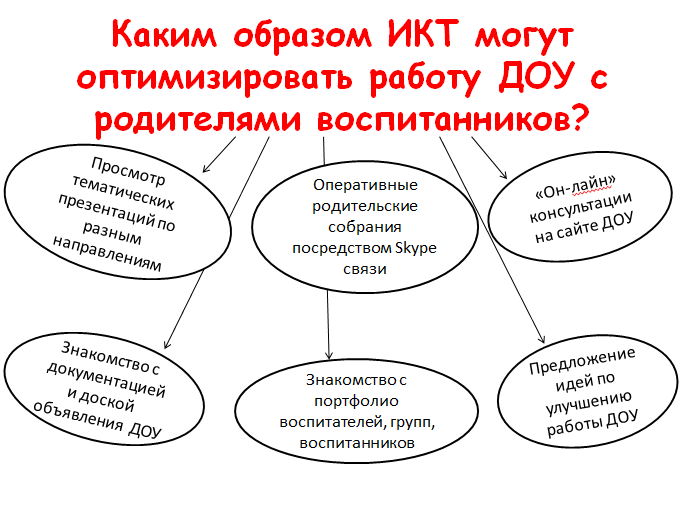 Каким образом ИКТ могут
оптимизировать работу ДОУ с
родителями воспитанников?
Просмотр
тематических
презентаций по
разным
направлениям
Оперативные
родительские
собрания
посредством Skype
связи
«Он-лайн»
консультации
на сайте ДОУ
Знакомство с
документацией
и доской
объявления ДОУ
Знакомство с
портфолио
воспитателей, групп,
воспитанников
Предложение
идей по
улучшению
работы ДОУ